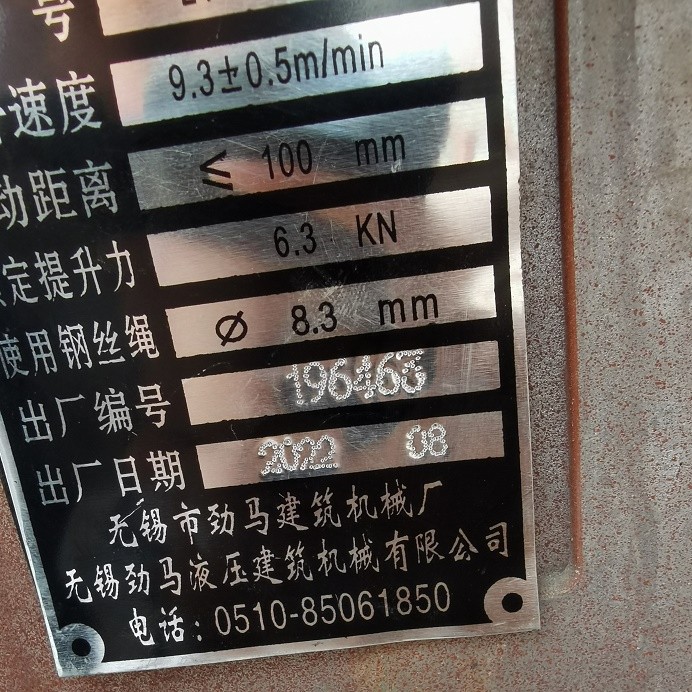 号
速度 9.3±0.5m/min
动距离 ≤ 100 mm
定提升力 6.3 KN
使用钢丝绳 Ø 8.3 mm
出厂编号 196463
出厂日期 2022 08
无锡市劲马建筑机械厂
无锡劲马液压建筑机械有限公司
电话:0510-85061850